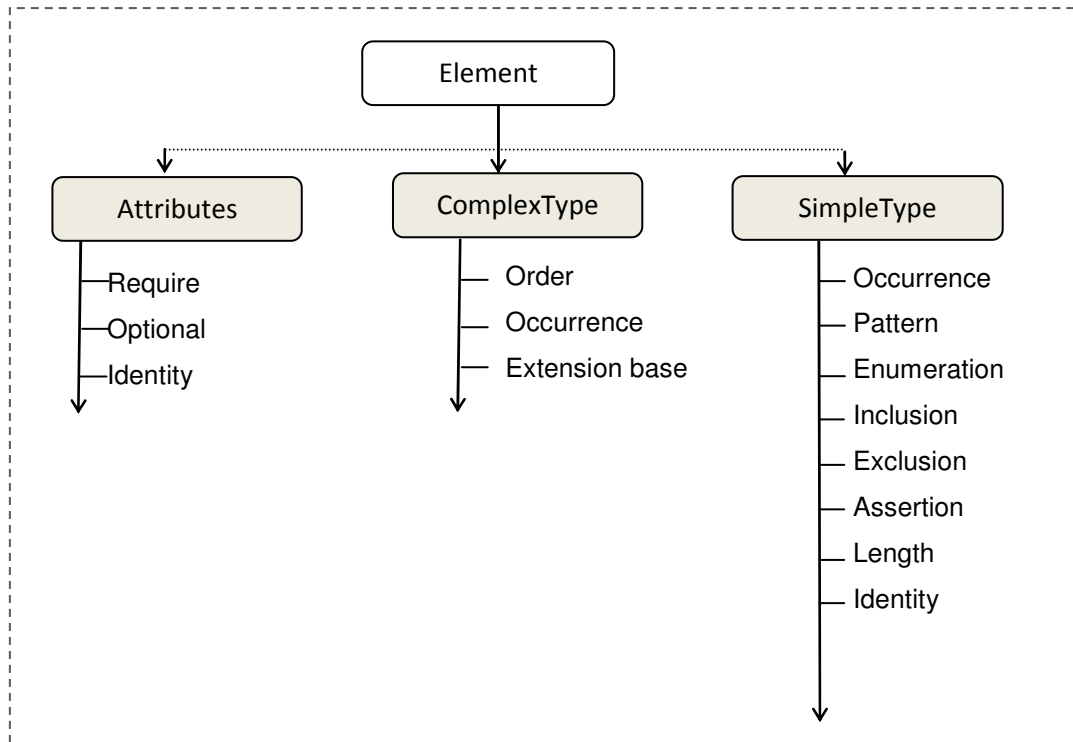 Element
Attributes
Require
Optional
Identity
ComplexType
Order
Occurrence
Extension base
SimpleType
Occurrence
Pattern
Enumeration
Inclusion
Exclusion
Assertion
Length
Identity